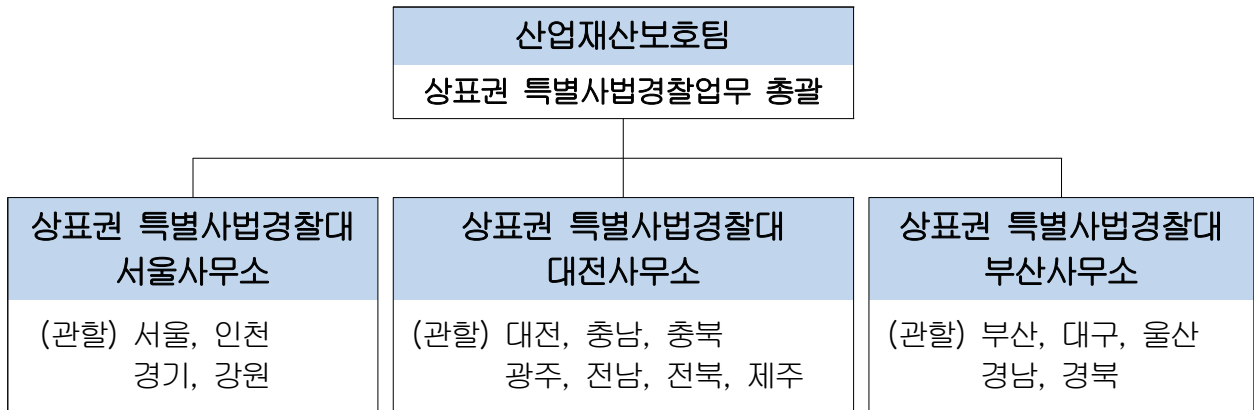 산업재산보호팀
상표권 특별사법경찰업무 총괄
상표권 특별사법경찰대
서울사무소
(관할) 서울, 인천
경기, 강원
상표권 특별사법경찰대
대전사무소
(관할) 대전, 충남, 충북
광주, 전남, 전북, 제주
상표권 특별사법경찰대
부산사무소
(관할) 부산, 대구, 울산
경남, 경북